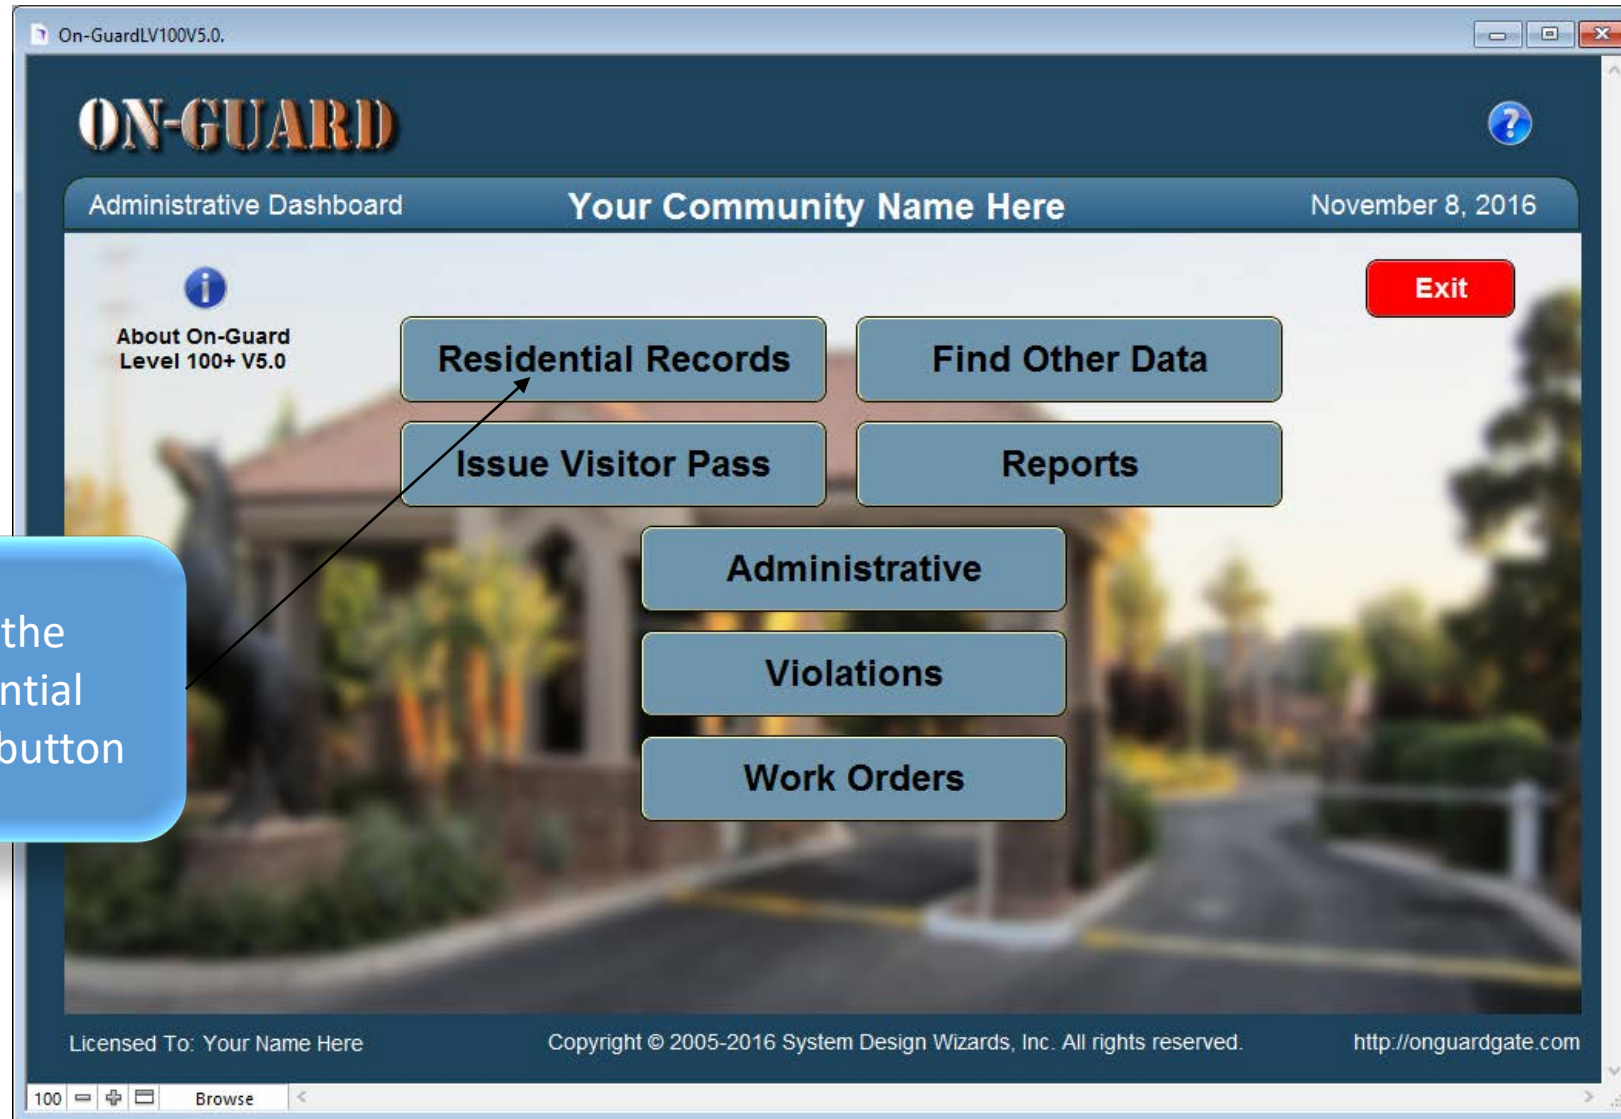 On-GuardLV100V5.0.
ON-GUARD
Administrative Dashboard Your Community Name Here November 8, 2016
Exit
About On-Guard
Level 100+ V5.0
Residential Records Find Other Data
Issue Visitor Pass Reports
Administrative
the
ential
button
Violations
Work Orders
Licensed To: Your Name Here Copyright © 2005-2016 System Design Wizards, Inc. All rights reserved. http://onguardgate.com
100 Browse